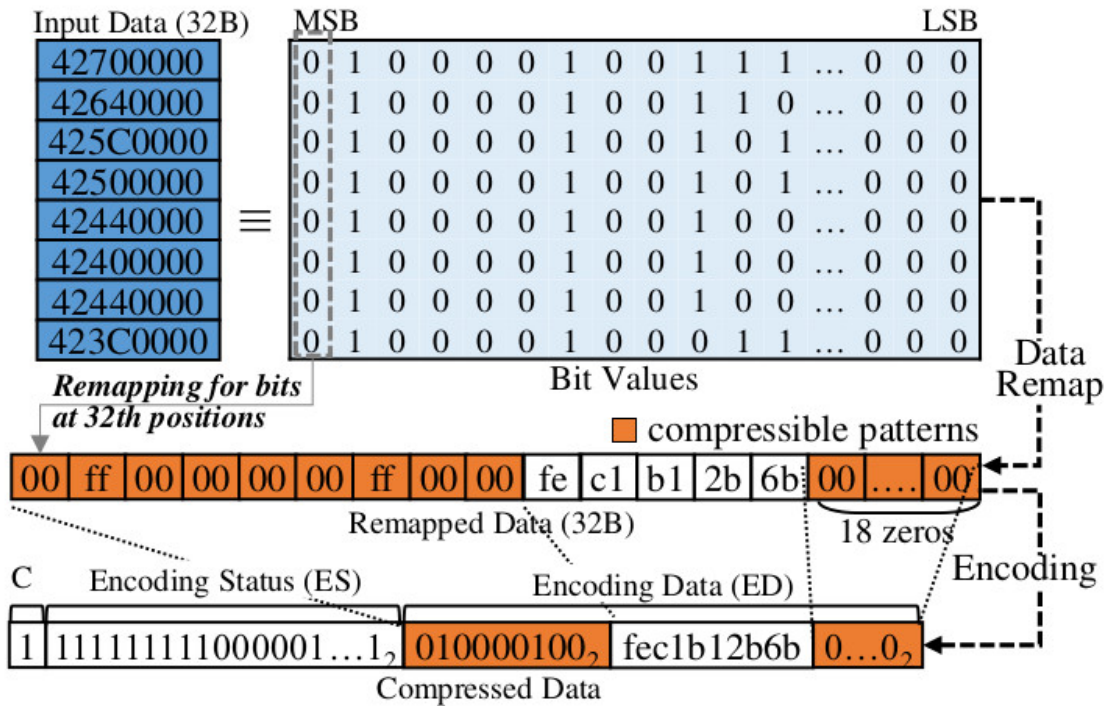 Input Data (32B) MSB LSB
42700000 0 1 0 0 0 0 1 0 0 1 1 1 ... 0 0 0
42640000 0 1 0 0 0 0 1 0 0 1 1 0 ... 0 0 0
425C0000 0 1 0 0 0 0 1 0 0 1 0 1 ... 0 0 0
42500000 0 1 0 0 0 0 1 0 0 1 0 1 ... 0 0 0
42440000 ≡ 0 1 0 0 0 0 1 0 0 1 0 0 ... 0 0 0
42400000 0 1 0 0 0 0 1 0 0 1 0 0 ... 0 0 0
42440000 0 1 0 0 0 0 1 0 0 1 0 0 ... 0 0 0
423C0000 0 1 0 0 0 0 1 0 0 0 1 1 ... 0 0 0
Remapping for bits
at 32th positions
Bit Values
Data
Remap
compressible patterns
00 ff 00 00 00 00 ff 00 00 fe c1 b1 2b 6b 00 .... 00
Remapped Data (32B)
18 zeros
C Encoding Status (ES) Encoding Data (ED)
Encoding
1 111111111000001...1₂ 010000100₂ fec1b12b6b 0...0₂
Compressed Data